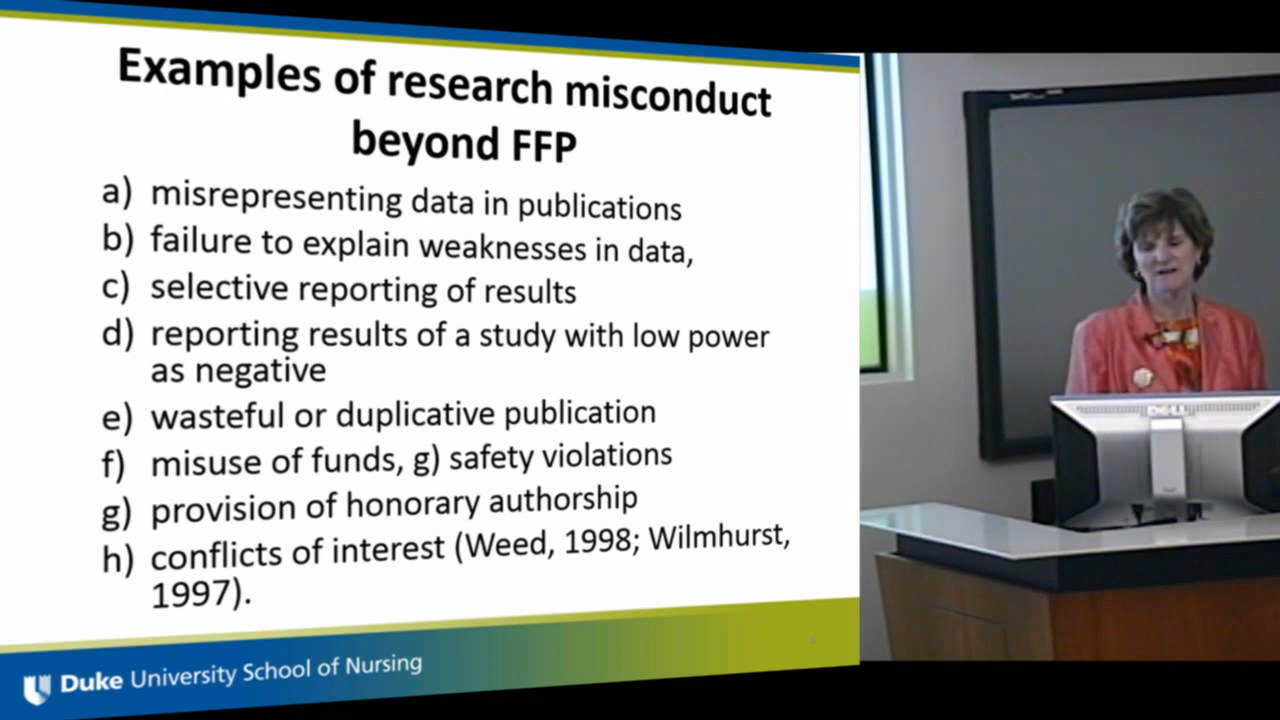 Examples of research misconduct
beyond FFP
a) misrepresenting data in publications
b) failure to explain weaknesses in data,
c) selective reporting of results
d) reporting results of a study with low power
as negative
e) wasteful or duplicative publication
f) misuse of funds, g) safety violations
g) provision of honorary authorship
h) conflicts of interest (Weed, 1998; Wilmhurst,
1997).
Duke University School of Nursing
DELL